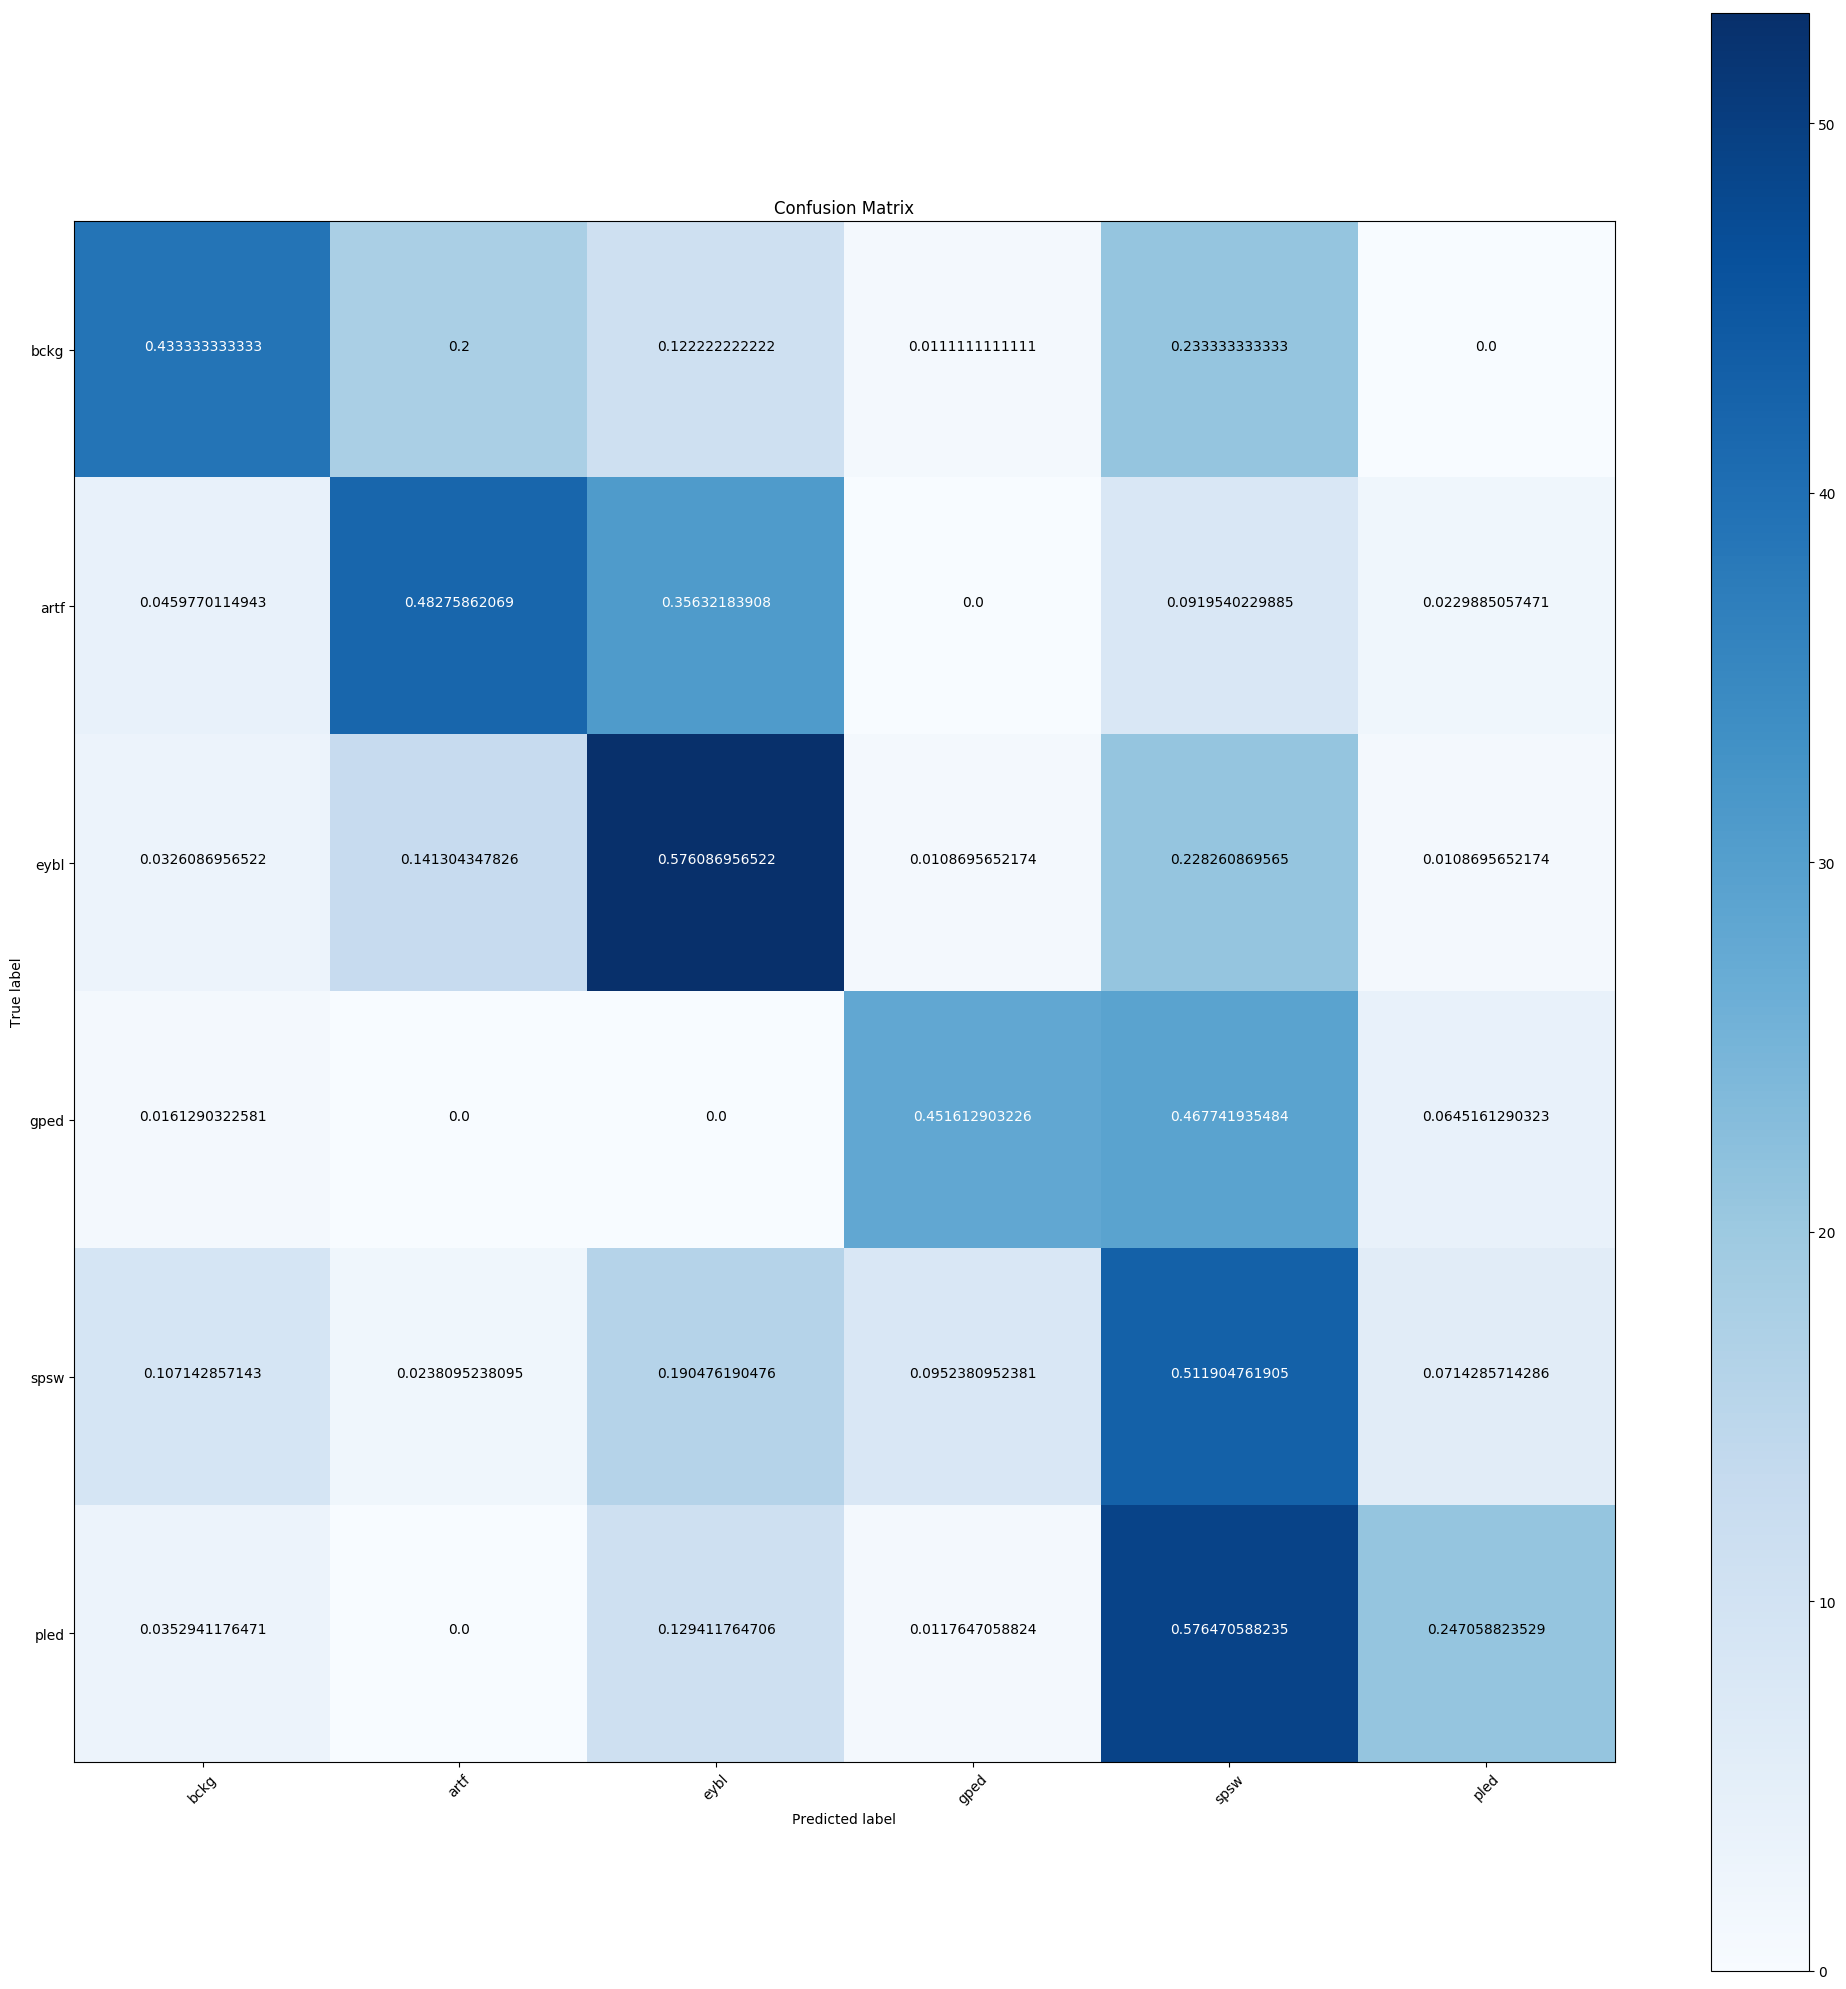 Confusion Matrix
50
40
30
20
10
0
True label
bckg 0.433333333333 0.2 0.122222222222 0.0111111111111 0.233333333333 0.0
artf 0.0459770114943 0.48275862069 0.35632183908 0.0 0.0919540229885 0.0229885057471
eybl 0.0326086956522 0.141304347826 0.576086956522 0.0108695652174 0.228260869565 0.0108695652174
gped 0.0161290322581 0.0 0.0 0.451612903226 0.467741935484 0.0645161290323
spsw 0.107142857143 0.0238095238095 0.190476190476 0.0952380952381 0.511904761905 0.0714285714286
pled 0.0352941176471 0.0 0.129411764706 0.0117647058824 0.576470588235 0.247058823529
bckg artf eybl gped spsw pled
Predicted label